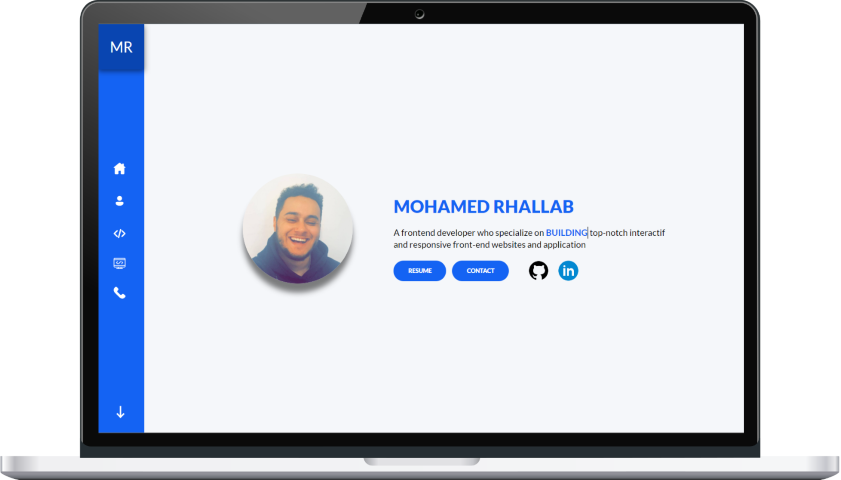 MR
MOHAMED RHALLAB
A frontend developer who specialize on BUILDING top-notch interactif
and responsive front-end websites and application
RESUME CONTACT
in